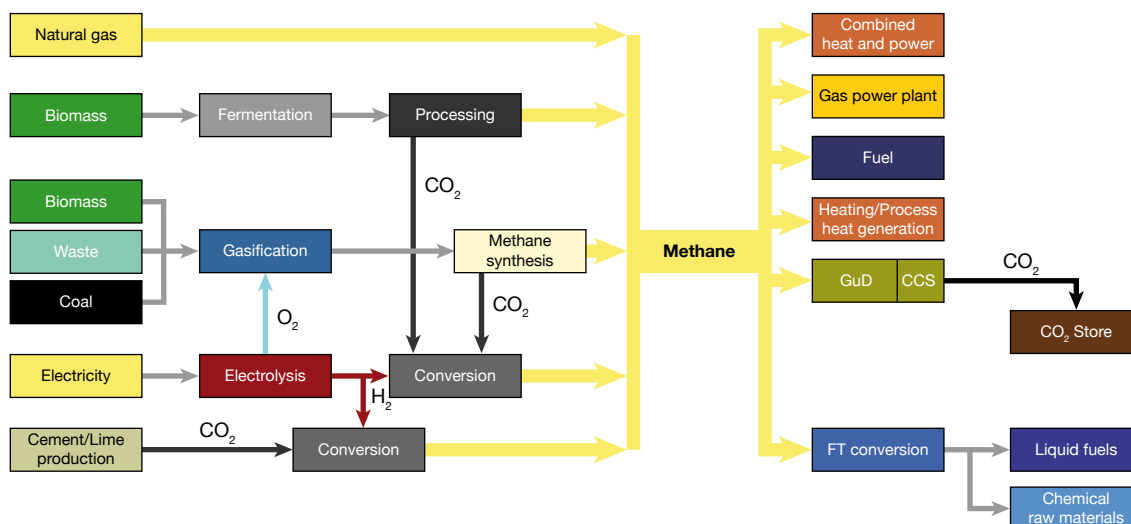 Natural gas
Combined
heat and power
Biomass
Fermentation
Processing
Gas power plant
CO₂
Fuel
Biomass
Waste
Coal
Gasification
Methane
synthesis
Methane
Heating/Process
heat generation
GuD
CCS
CO₂
CO₂ Store
O₂
CO₂
Electricity
Electrolysis
H₂
Conversion
Cement/Lime
production
CO₂
Conversion
FT conversion
Liquid fuels
Chemical
raw materials